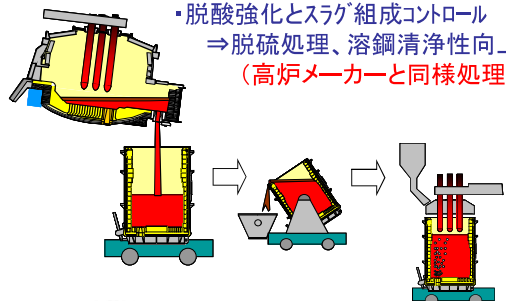 ・脱酸強化とスラグ組成コントロール
⇒脱硫処理、溶鋼清浄性向
(高炉メーカーと同様処理